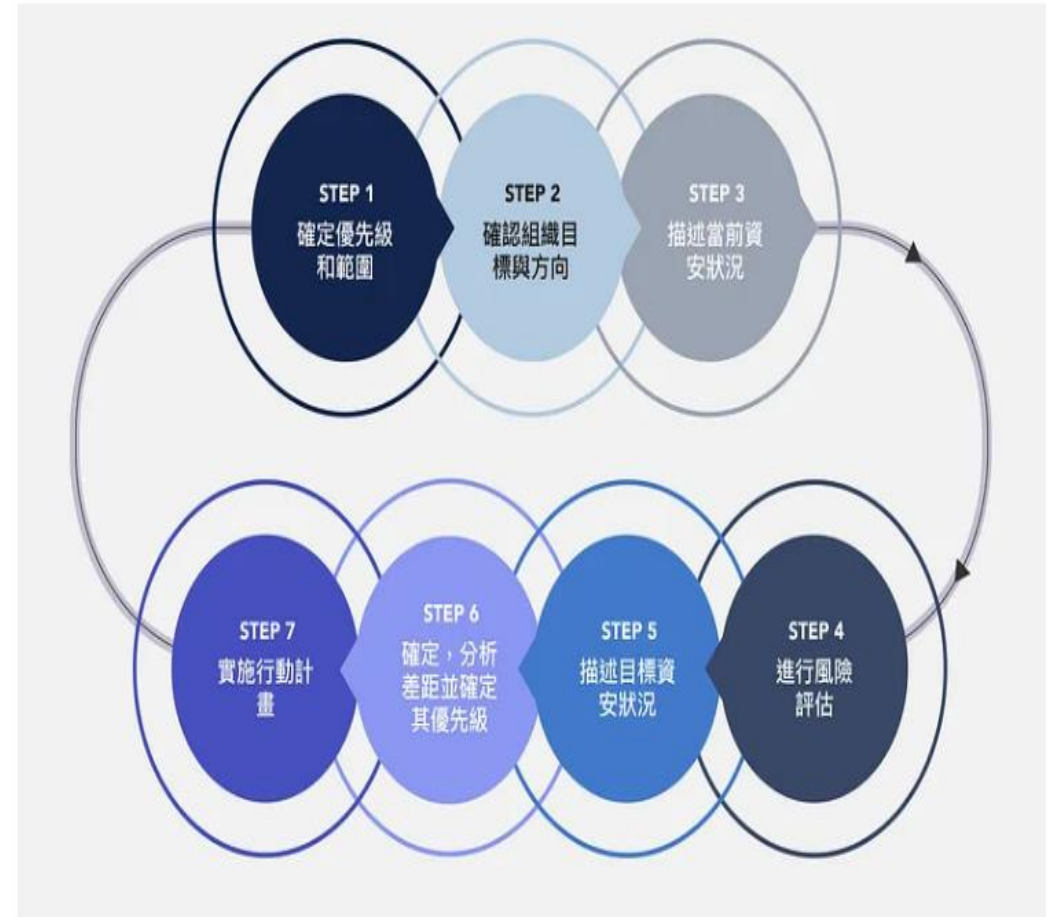 STEP 1
確定優先級
和範圍
STEP 2
確認組織目
標與方向
STEP 3
描述當前資
安狀況
STEP 4
進行風險
評估
STEP 5
描述目標資
安狀況
STEP 6
確定，分析
差距並確定
其優先級
STEP 7
實施行動計
畫